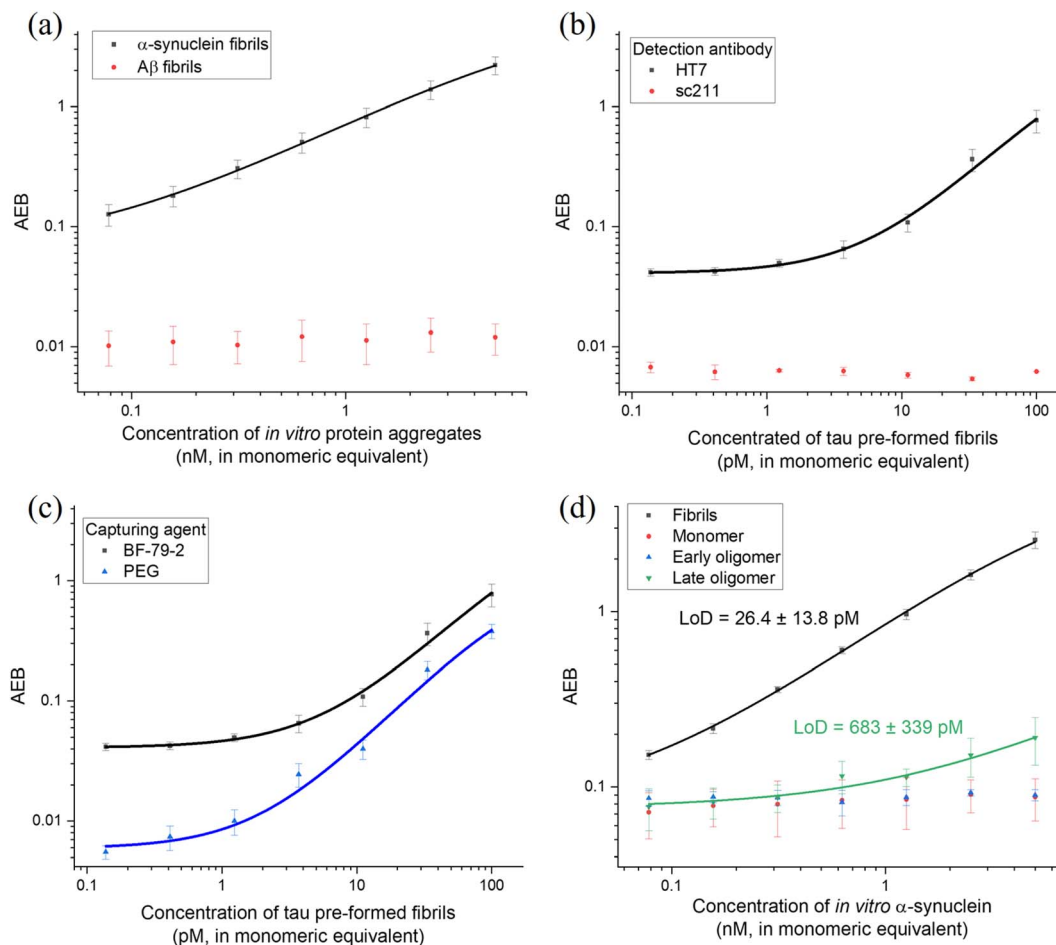 (a)
α-synuclein fibrils
Aβ fibrils
1
0.1
0.01
AEB
0.1
1
Concentration of in vitro protein aggregates
(nM, in monomeric equivalent)
(b)
Detection antibody
HT7
sc211
1
0.1
0.01
AEB
0.1
1
10
100
Concentrated of tau pre-formed fibrils
(pM, in monomeric equivalent)
(c)
Capturing agent
BF-79-2
PEG
1
0.1
0.01
AEB
0.1
1
10
100
Concentration of tau pre-formed fibrils
(pM, in monomeric equivalent)
(d)
Fibrils
Monomer
Early oligomer
Late oligomer
LoD = 26.4 ± 13.8 pM
LoD = 683 ± 339 pM
1
0.1
AEB
0.1
1
Concentration of in vitro α-synuclein
(nM, in monomeric equivalent)